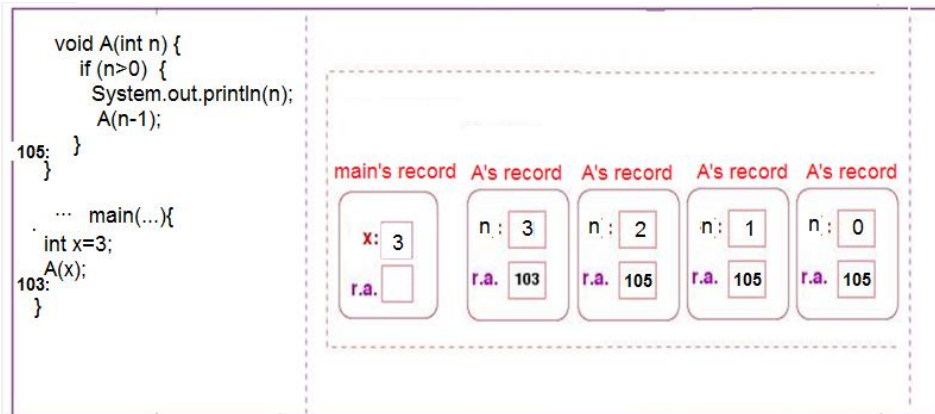 void A(int n) {
if (n>0) {
System.out.println(n);
A(n-1);
105: }
}
... main(...){
int x=3;
A(x);
103:
}
main's record A's record A's record A's record A's record
x: 3 n : 3 n : 2 n : 1 n : 0
r.a. r.a. 103 r.a. 105 r.a. 105 r.a. 105